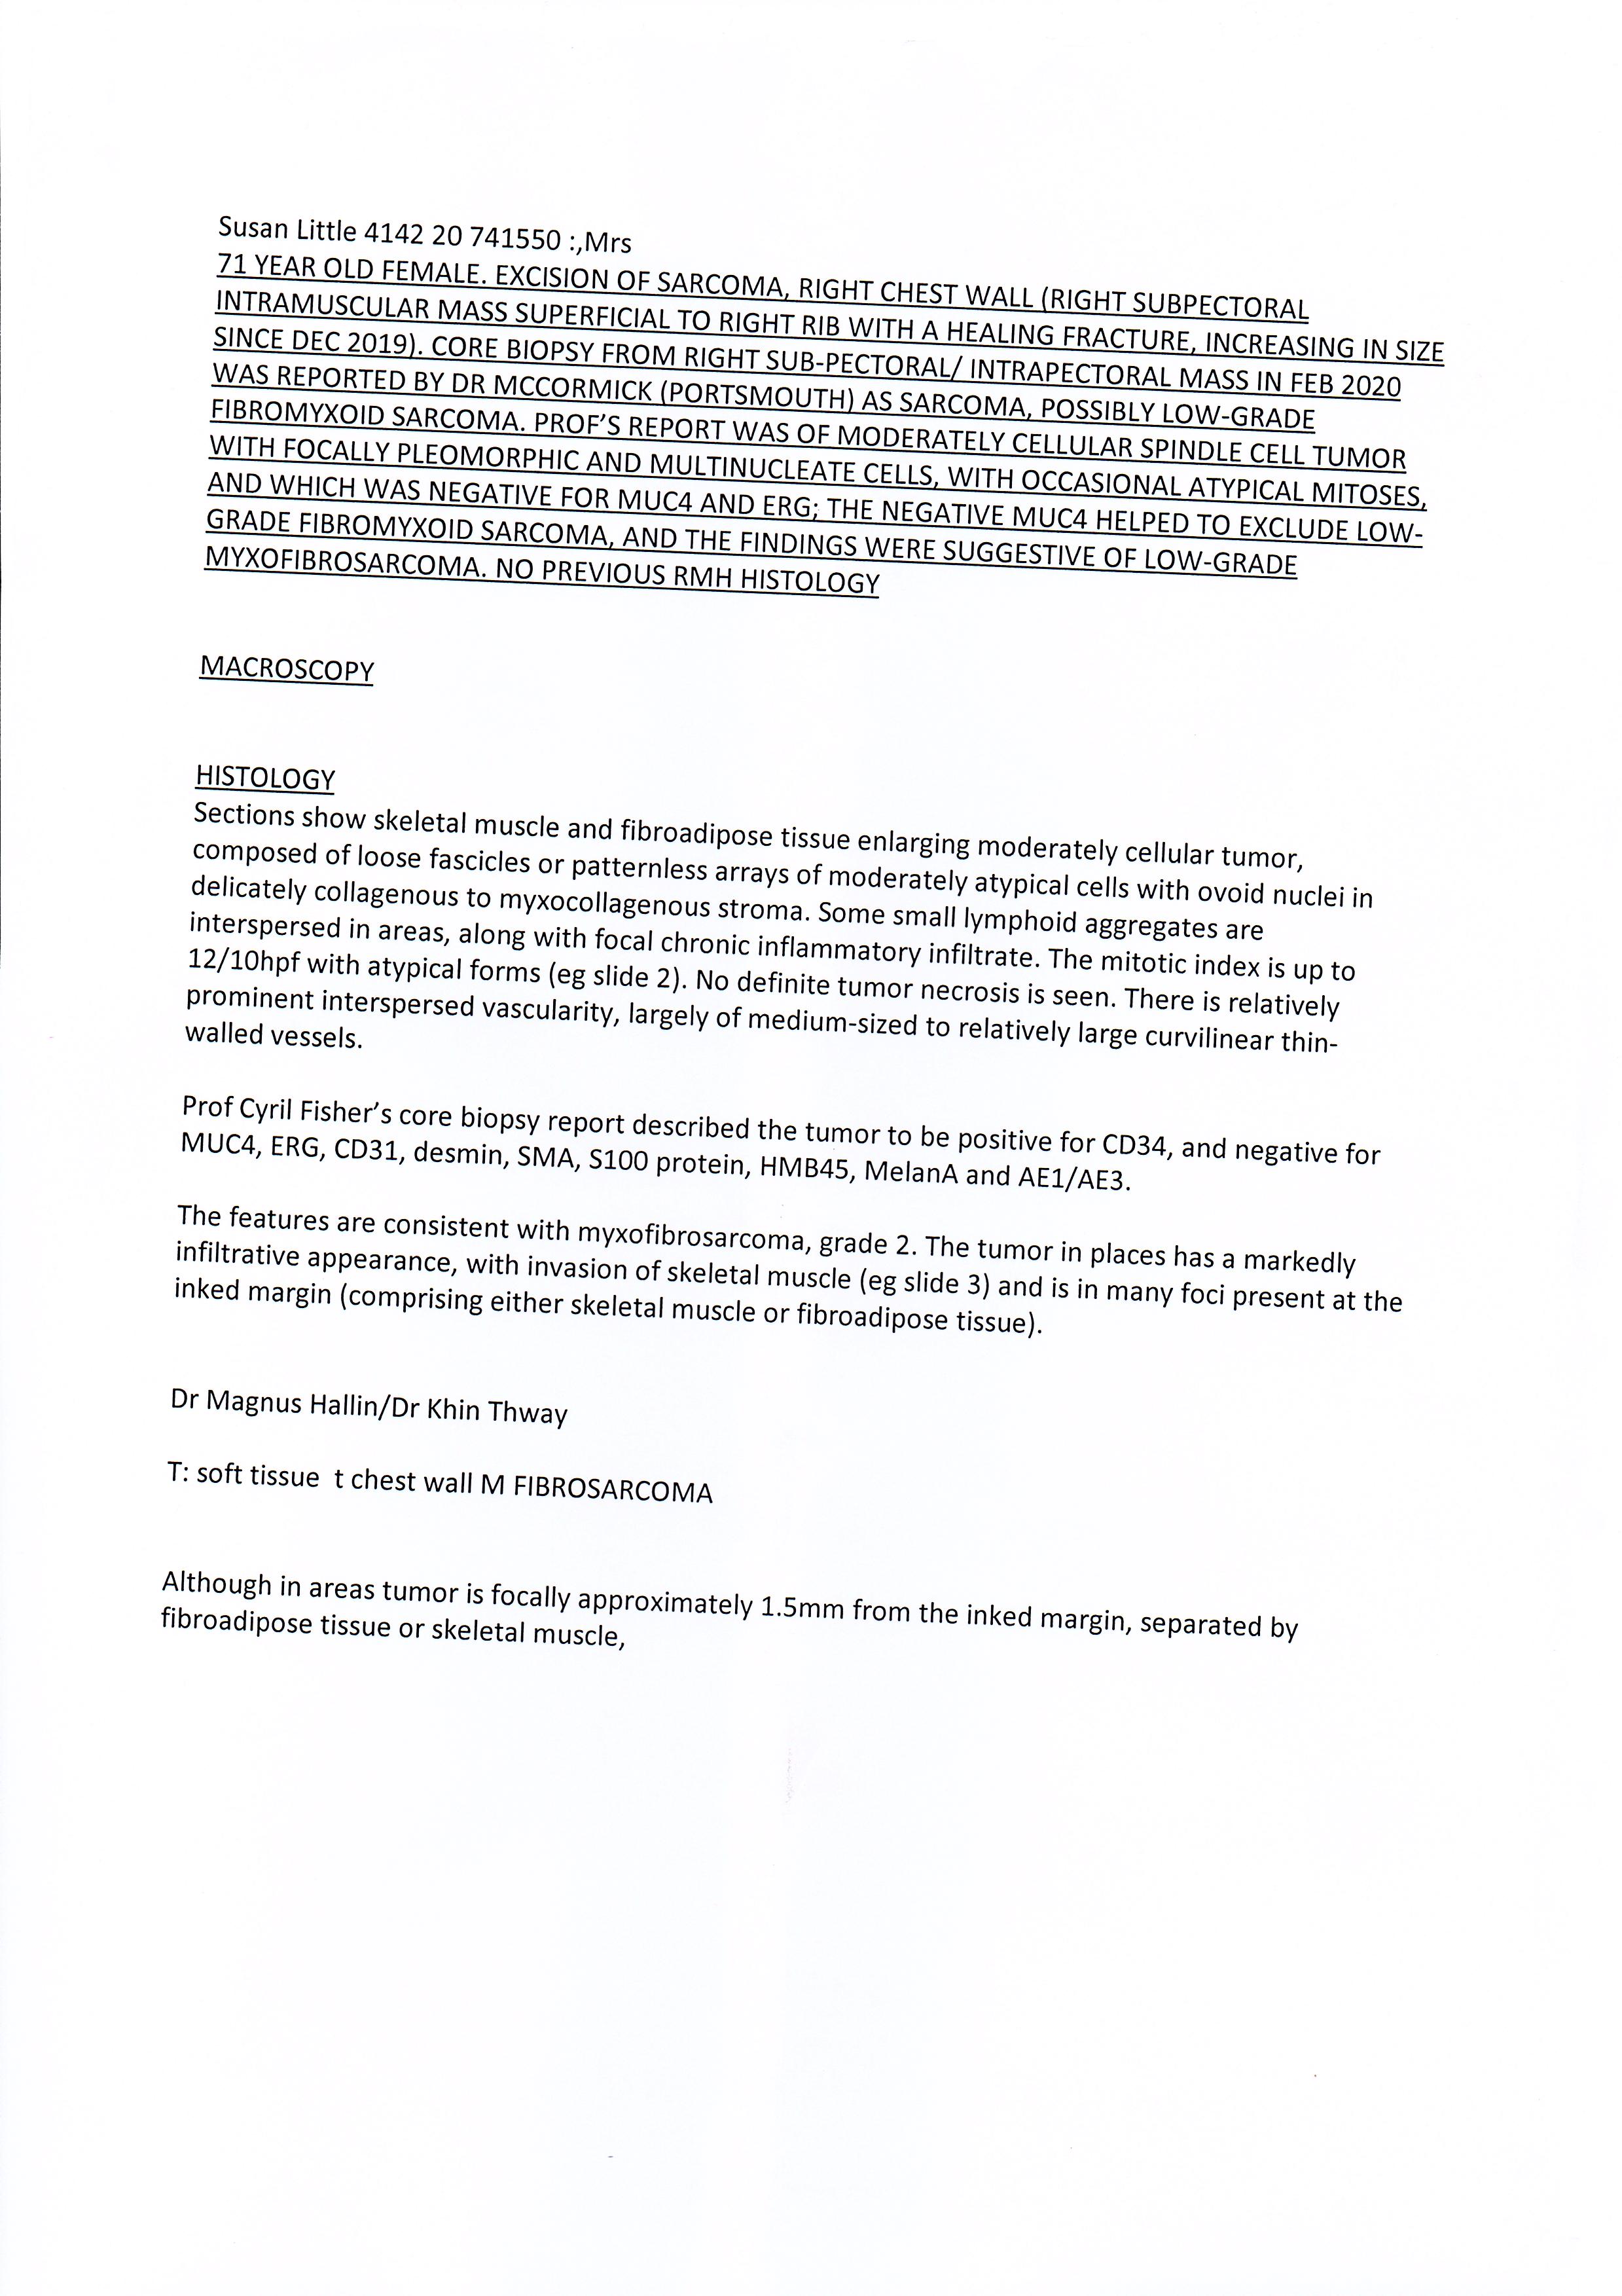 Susan Little 4142 20 741550 :,Mrs
71 YEAR OLD FEMALE. EXCISION OF SARCOMA, RIGHT CHEST WALL (RIGHT SUBPECTORAL
INTRAMUSCULAR MASS SUPERFICIAL TO RIGHT RIB WITH A HEALING FRACTURE, INCREASING IN SIZE
SINCE DEC 2019). CORE BIOPSY FROM RIGHT SUB-PECTORAL/ INTRAPECTORAL MASS IN FEB 2020
WAS REPORTED BY DR MCCORMICK (PORTSMOUTH) AS SARCOMA, POSSIBLY LOW-GRADE
FIBROMYXOID SARCOMA. PROF’S REPORT WAS OF MODERATELY CELLULAR SPINDLE CELL TUMOR
WITH FOCALLY PLEOMORPHIC AND MULTINUCLEATE CELLS, WITH OCCASIONAL ATYPICAL MITOSES,
AND WHICH WAS NEGATIVE FOR MUC4 AND ERG; THE NEGATIVE MUC4 HELPED TO EXCLUDE LOW-
GRADE FIBROMYXOID SARCOMA, AND THE FINDINGS WERE SUGGESTIVE OF LOW-GRADE
MYXOFIBROSARCOMA. NO PREVIOUS RMH HISTOLOGY
MACROSCOPY
HISTOLOGY
Sections show skeletal muscle and fibroadipose tissue enlarging moderately cellular tumor,
composed of loose fascicles or patternless arrays of moderately atypical cells with ovoid nuclei in
delicately collagenous to myxocollagenous stroma. Some small lymphoid aggregates are
interspersed in areas, along with focal chronic inflammatory infiltrate. The mitotic index is up to
12/10hpf with atypical forms (eg slide 2). No definite tumor necrosis is seen. There is relatively
prominent interspersed vascularity, largely of medium-sized to relatively large curvilinear thin-
walled vessels.
Prof Cyril Fisher’s core biopsy report described the tumor to be positive for CD34, and negative for
MUC4, ERG, CD31, desmin, SMA, S100 protein, HMB45, MelanA and AE1/AE3.
The features are consistent with myxofibrosarcoma, grade 2. The tumor in places has a markedly
infiltrative appearance, with invasion of skeletal muscle (eg slide 3) and is in many foci present at the
inked margin (comprising either skeletal muscle or fibroadipose tissue).
Dr Magnus Hallin/Dr Khin Thway
T: soft tissue  t chest wall M FIBROSARCOMA
Although in areas tumor is focally approximately 1.5mm from the inked margin, separated by
fibroadipose tissue or skeletal muscle,